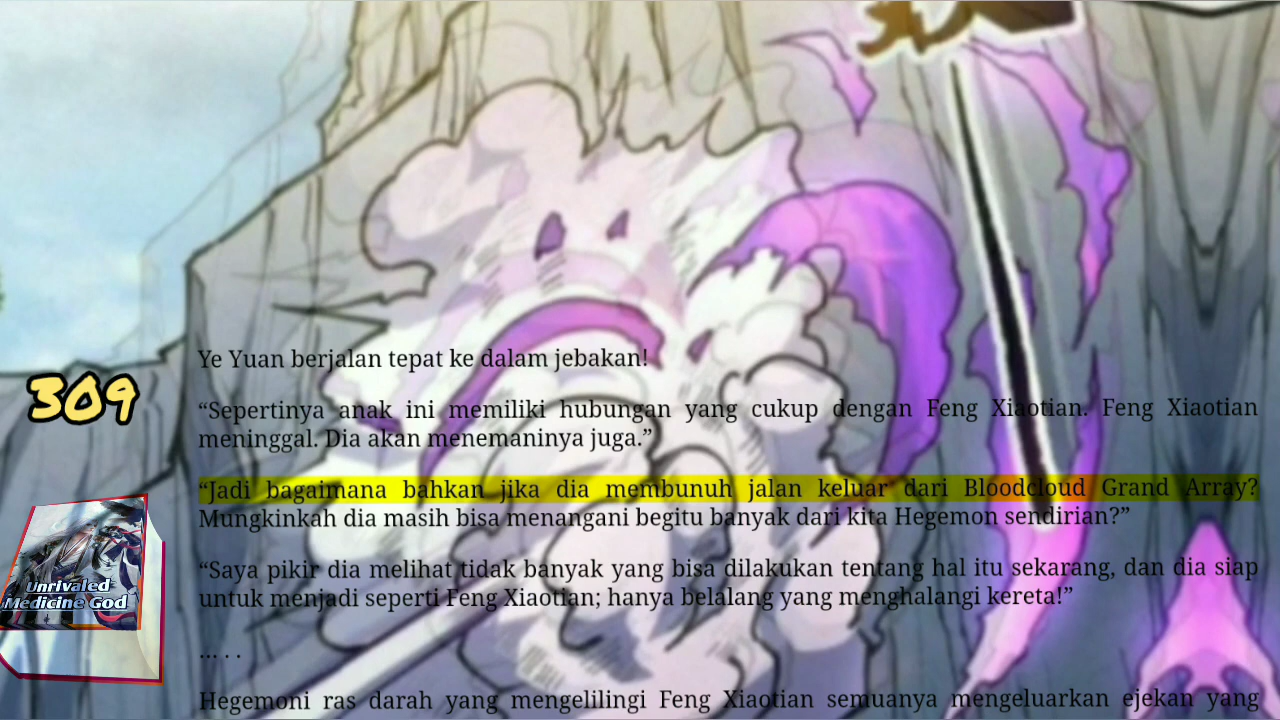 Ye Yuan berjalan tepat ke dalam jebakan!
“Sepertinya anak ini memiliki hubungan yang cukup dengan Feng Xiaotian. Feng Xiaotian
meninggal. Dia akan menemaninya juga.”
309
“Jadi bagaimana bahkan jika dia membunuh jalan keluar dari Bloodcloud Grand Array?
Mungkinkah dia masih bisa menangani begitu banyak dari kita Hegemon sendirian?”
“Saya pikir dia melihat tidak banyak yang bisa dilakukan tentang hal itu sekarang, dan dia siap
untuk menjadi seperti Feng Xiaotian; hanya belalang yang menghalangi kereta!”
Unrivaled
Medicine God
... . .
Hegemoni ras darah yang mengelilingi Feng Xiaotian semuanya mengeluarkan ejekan yang